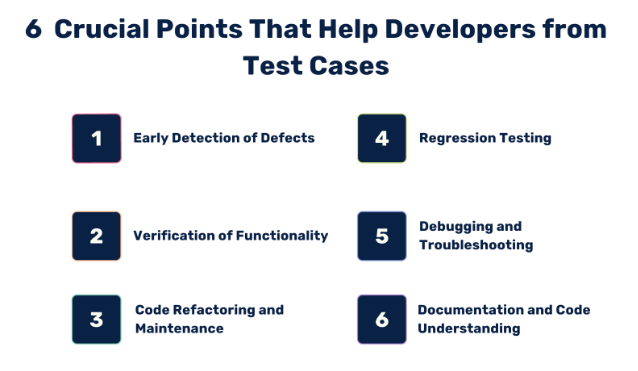 6 Crucial Points That Help Developers from
Test Cases
1
Early Detection of Defects
2
Verification of Functionality
3
Code Refactoring and
Maintenance
4
Regression Testing
5
Debugging and
Troubleshooting
6
Documentation and Code
Understanding